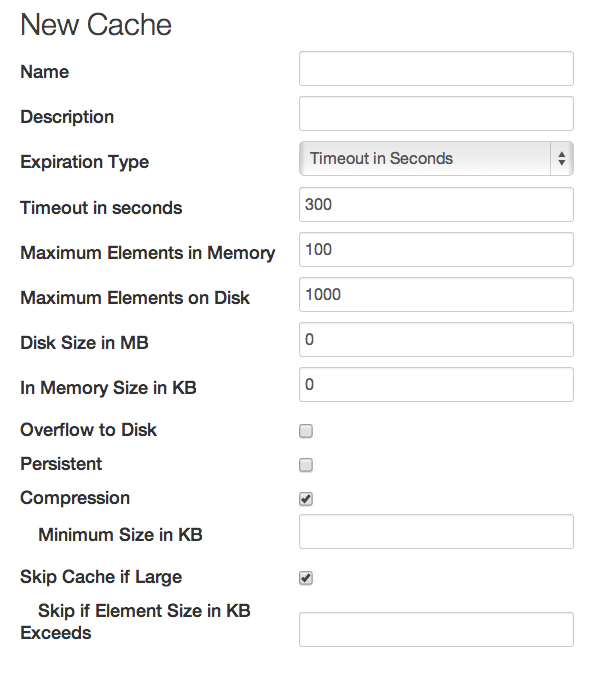 New Cache
Name
Description
Expiration Type Timeout in Seconds
Timeout in seconds 300
Maximum Elements in Memory 100
Maximum Elements on Disk 1000
Disk Size in MB 0
In Memory Size in KB 0
Overflow to Disk
Persistent
Compression
Minimum Size in KB
Skip Cache if Large
Skip if Element Size in KB
Exceeds